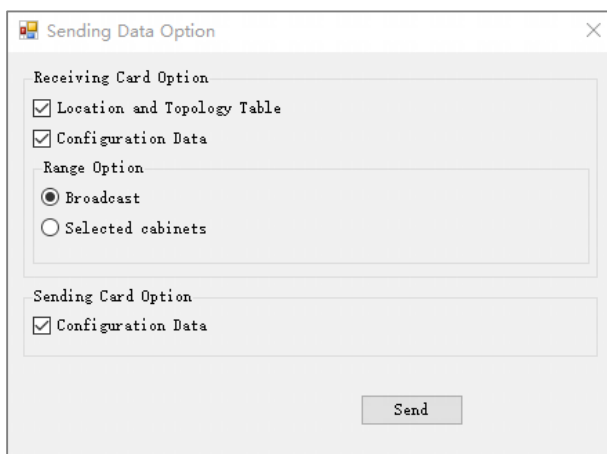 Sending Data Option
Receiving Card Option
Location and Topology Table
Configuration Data
Range Option
Broadcast
Selected cabinets
Sending Card Option
Configuration Data
Send